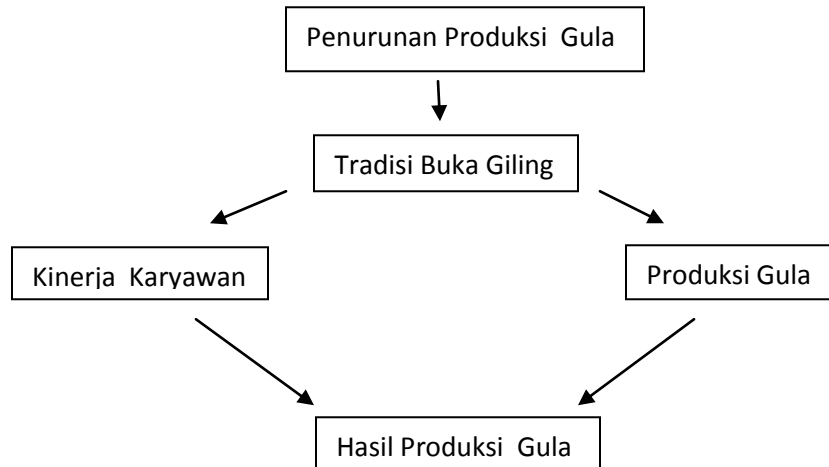 Penurunan Produksi Gula
Tradisi Buka Giling
Kinerja Karyawan
Produksi Gula
Hasil Produksi Gula